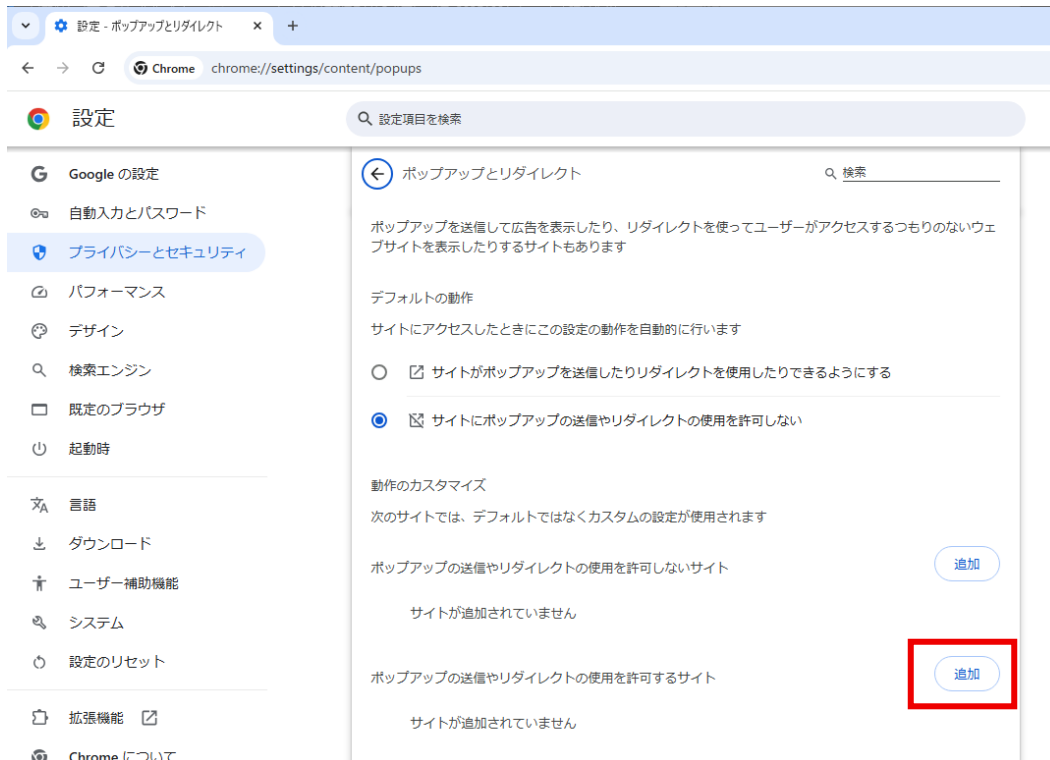 設定 - ポップアップとリダイレクト
Chrome chrome://settings/content/popups
設定
設定項目を検索
Google の設定
自動入力とパスワード
プライバシーとセキュリティ
パフォーマンス
デザイン
検索エンジン
既定のブラウザ
起動時
言語
ダウンロード
ユーザー補助機能
システム
設定のリセット
拡張機能
Chrome について
ポップアップとリダイレクト
検索
ポップアップを送信して広告を表示したり、リダイレクトを使ってユーザーがアクセスするつもりのないウェ
ブサイトを表示したりするサイトもあります
デフォルトの動作
サイトにアクセスしたときにこの設定の動作を自動的に行います
サイトがポップアップを送信したりリダイレクトを使用したりできるようにする
サイトにポップアップの送信やリダイレクトの使用を許可しない
動作のカスタマイズ
次のサイトでは、デフォルトではなくカスタムの設定が使用されます
ポップアップの送信やリダイレクトの使用を許可しないサイト
追加
サイトが追加されていません
ポップアップの送信やリダイレクトの使用を許可するサイト
追加
サイトが追加されていません